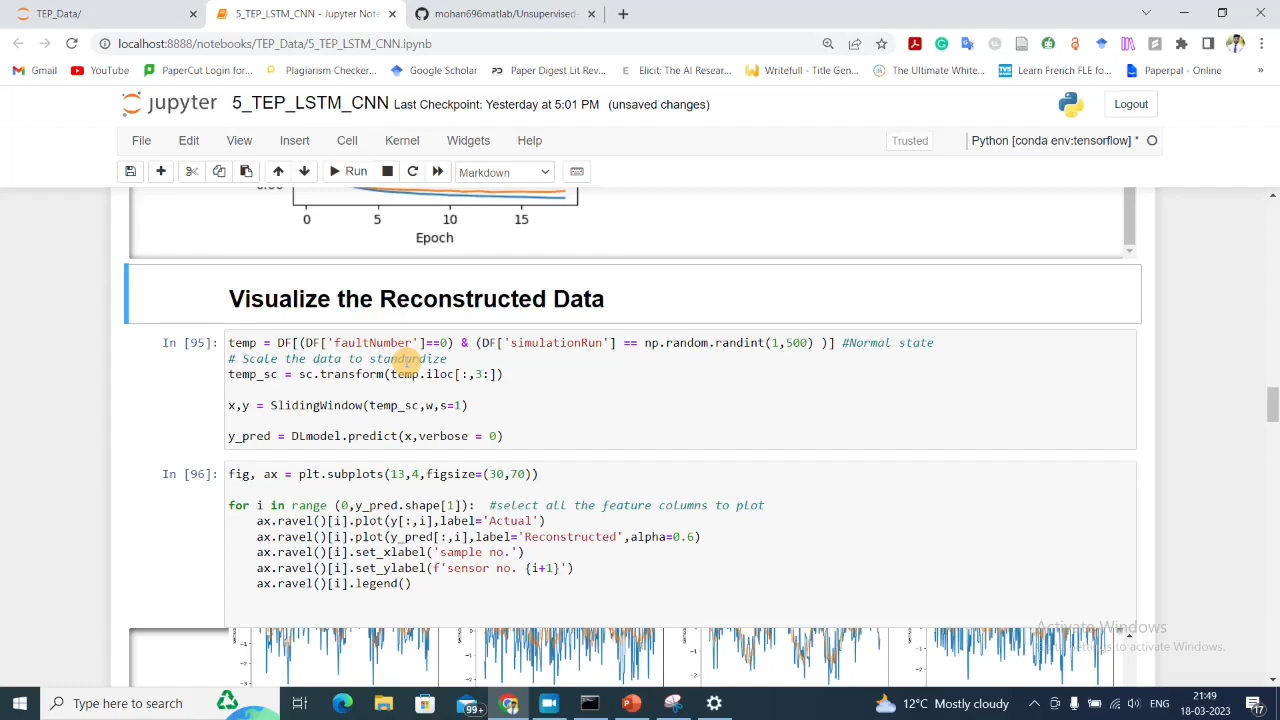 TEP_Data/
5_TEP_LSTM_CNN - Jupyter Not
mohan696matlab/Unsupervised-
localhost:8888/notebooks/TEP_Data/5_TEP_LSTM_CNN.ipynb
Gmail
YouTube
PaperCut Login for...
Plagiarism Checker...
Google Scholar
Paper Digest Lit Rev...
Elicit: The AI Resear...
Writefull - Title Gen...
The Ultimate White...
Learn French FLE fo...
Paperpal - Online
»
jupyter
5_TEP_LSTM_CNN Last Checkpoint: Yesterday at 5:01 PM (unsaved changes)
Logout
File
Edit
View
Insert
Cell
Kernel
Widgets
Help
Trusted
Python [conda env:tensorflow] *
Run
Markdown
0 5 10 15
Epoch
Visualize the Reconstructed Data
In [95]: temp = DF[(DF['faultNumber']==0) & (DF['simulationRun'] == np.random.randint(1,500) )] #Normal state
# Scale the data to standardize
temp_sc = sc.transform(temp.iloc[:,3:])
x,y = SlidingWindow(temp_sc,w,s=1)
y_pred = DLmodel.predict(x,verbose = 0)
In [96]: fig, ax = plt.subplots(13,4,figsize=(30,70))
for i in range (0,y_pred.shape[1]): #select all the feature columns to plot
ax.ravel()[i].plot(y[:,i],label='Actual')
ax.ravel()[i].plot(y_pred[:,i],label='Reconstructed',alpha=0.6)
ax.ravel()[i].set_xlabel('sample no.')
ax.ravel()[i].set_ylabel(f'sensor no. {i+1}')
ax.ravel()[i].legend()
Activate Windows
to activate Windows.
Type here to search
99+
12°C Mostly cloudy
ENG
21:49
18-03-2023
17